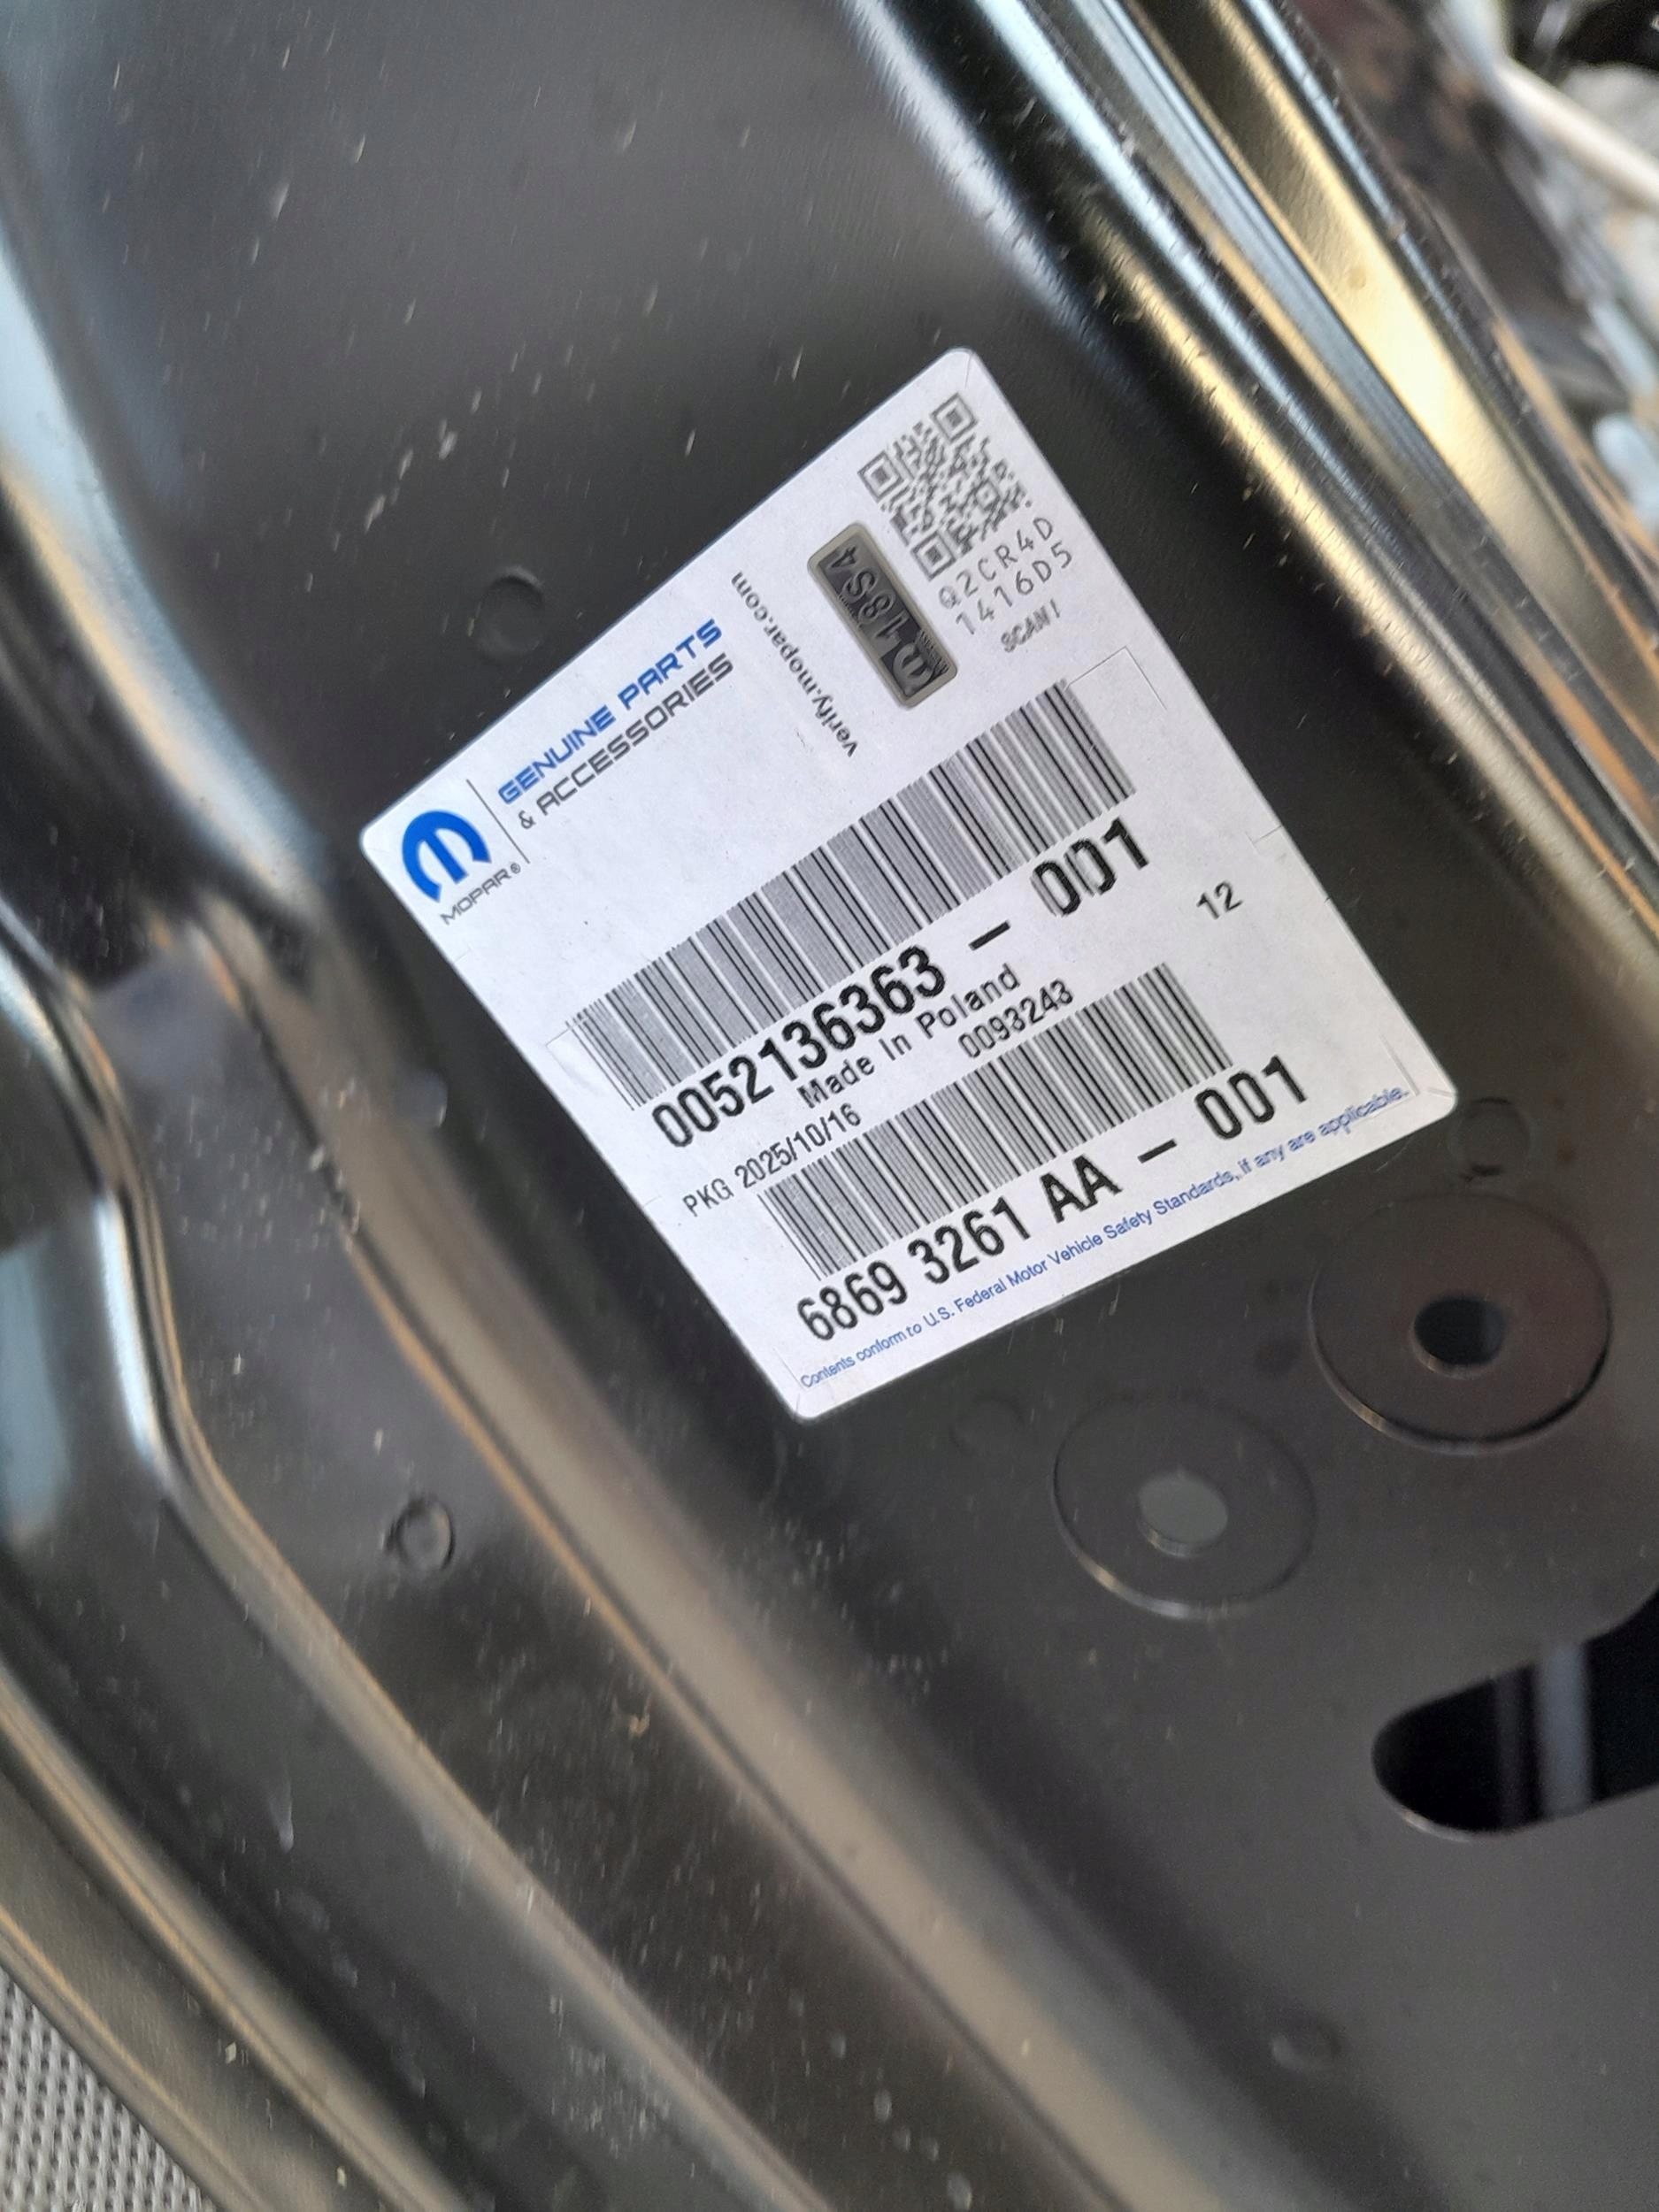 MOPAR®
GENUINE PARTS
& ACCESSORIES
verify.mopar.com
Q2CR4D
1416D5
SCAN!
0052136363 - 001
Made In Poland
12
PKG 2025/10/16
0093243
6869 3261 AA - 001
Contents conform to U.S. Federal Motor Vehicle Safety Standards, if any are applicable.